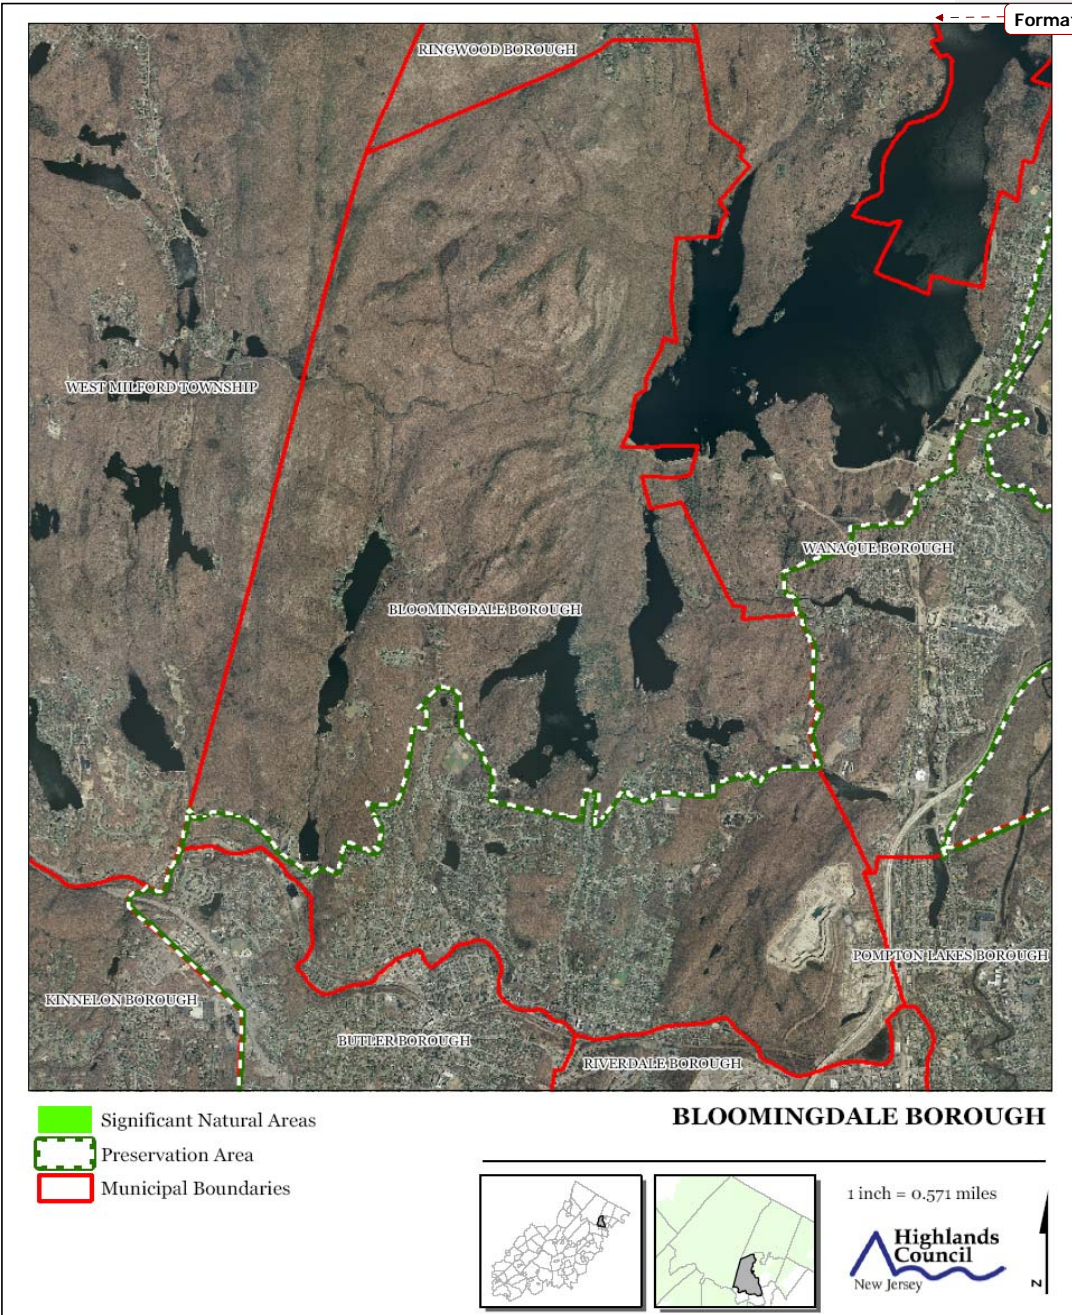 Format
RINGWOOD BOROUGH
WEST MILFORD TOWNSHIP
WANAQUE BOROUGH
BLOOMINGDALE BOROUGH
POMPTON LAKES BOROUGH
KINNELON BOROUGH
BUTLER BOROUGH
RIVERDALE BOROUGH
Significant Natural Areas
Preservation Area
Municipal Boundaries
BLOOMINGDALE BOROUGH
1 inch = 0.571 miles
Highlands
Council
New Jersey
N